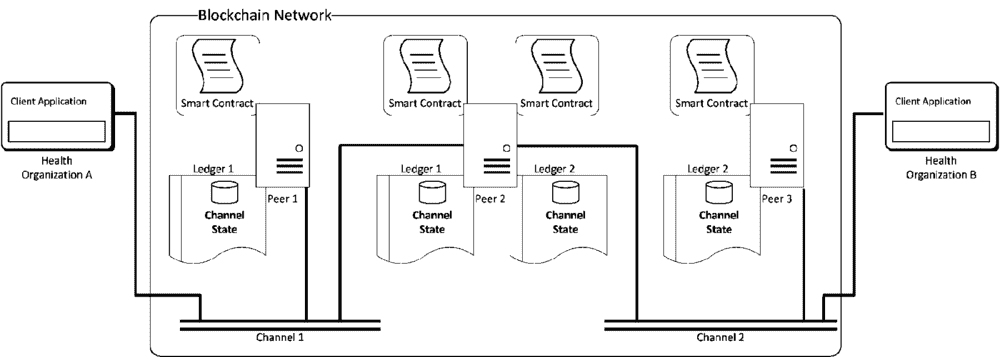 Blockchain Network
Smart Contract
Smart Contract
Smart Contract
Smart Contract
Client Application
Health
Organization A
Client Application
Health
Organization B
Ledger 1
Channel
State
Peer 1
Ledger 1
Channel
State
Peer 2
Ledger 2
Channel
State
Ledger 2
Channel
State
Peer 3
Channel 1
Channel 2